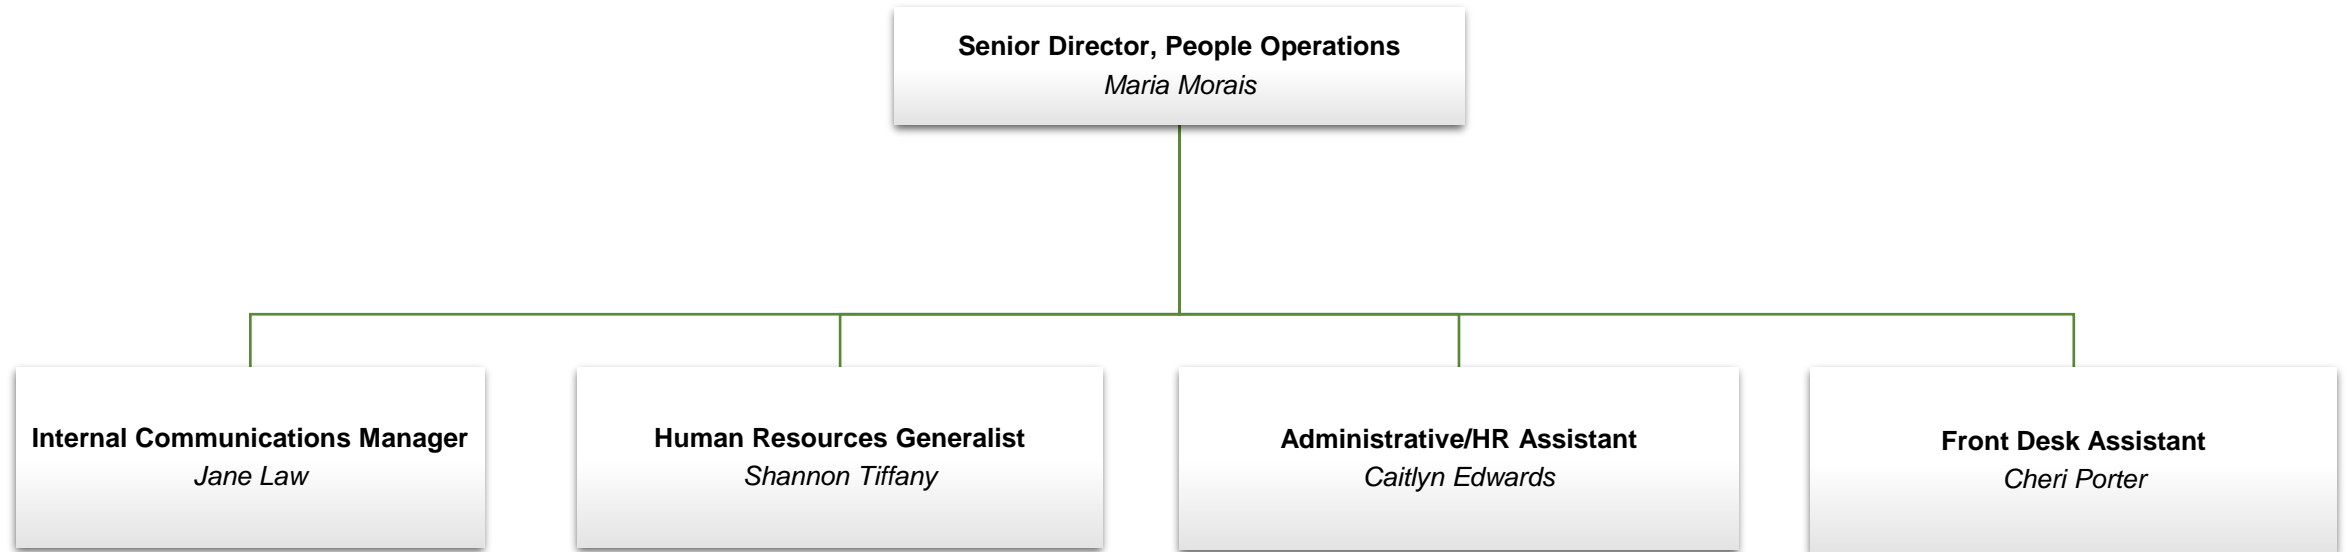 Senior Director, People Operations
Maria Morais
Internal Communications Manager
Jane Law
Human Resources Generalist
Shannon Tiffany
Administrative/HR Assistant
Caitlyn Edwards
Front Desk Assistant
Cheri Porter